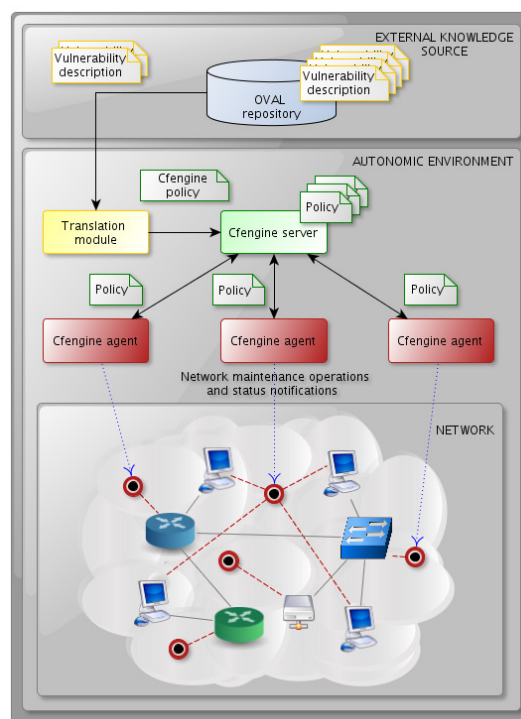 EXTERNAL KNOWLEDGE
SOURCE
Vulnerability
Vulnerability
description
Vulnerability
description
OVAL
repository
AUTONOMIC ENVIRONMENT
Cfengine
policy
Policy
Translation
module
Cfengine server
Policy
Policy
Policy
Cfengine agent
Cfengine agent
Cfengine agent
Network maintenance operations
and status notifications
NETWORK